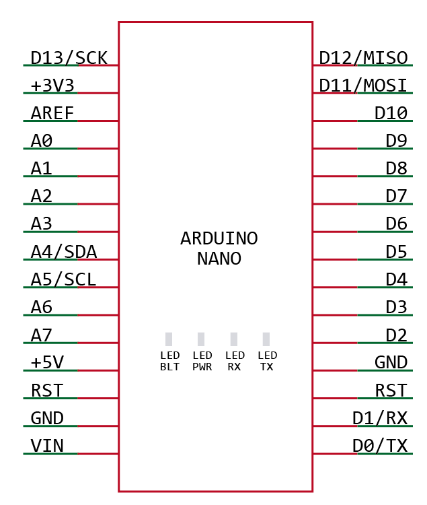 D13/SCK
+3V3
AREF
A0
A1
A2
A3
A4/SDA
A5/SCL
A6
A7
+5V
RST
GND
VIN
ARDUINO
NANO
LED BLT
LED PWR
LED RX
LED TX
D12/MISO
D11/MOSI
D10
D9
D8
D7
D6
D5
D4
D3
D2
GND
RST
D1/RX
D0/TX